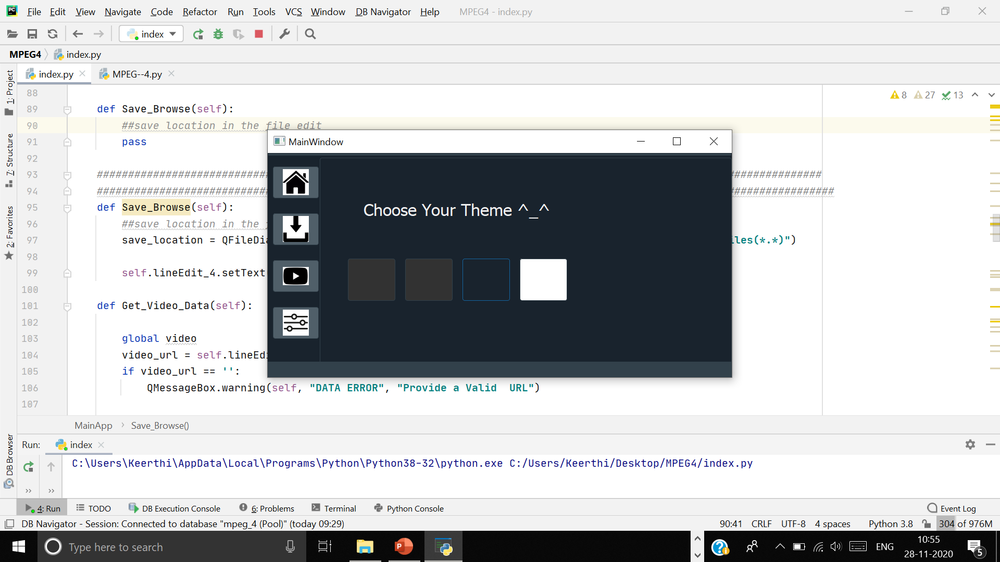 File Edit View Navigate Code Refactor Run Tools VCS Window DB Navigator Help MPEG4 - index.py
index
MPEG4 index.py
index.py MPEG--4.py
1: Project
7: Structure
2: Favorites
DB Browser
8 27 13
88
89 def Save_Browse(self):
90 ##save location in the file edit
91 pass
92
93 ############################ ##############
94 ############################ ################
95 def Save_Browse(self):
96 ##save location in the
97 save_location = QFileDi les(*.*)")
98
99 self.lineEdit_4.setText
100
101 def Get_Video_Data(self):
102
103 global video
104 video_url = self.lineEd
105 if video_url == '':
106 QMessageBox.warning(self, "DATA ERROR", "Provide a Valid  URL")
107
MainWindow
Choose Your Theme ^_^
MainApp Save_Browse()
Run: index
C:\Users\Keerthi\AppData\Local\Programs\Python\Python38-32\python.exe C:/Users/Keerthi/Desktop/MPEG4/index.py
4: Run TODO DB Execution Console 6: Problems Terminal Python Console Event Log
DB Navigator - Session: Connected to database "mpeg_4 (Pool)" (today 09:29) 90:41 CRLF UTF-8 4 spaces Python 3.8 304 of 976M
Type here to search
ENG
10:55
28-11-2020
5